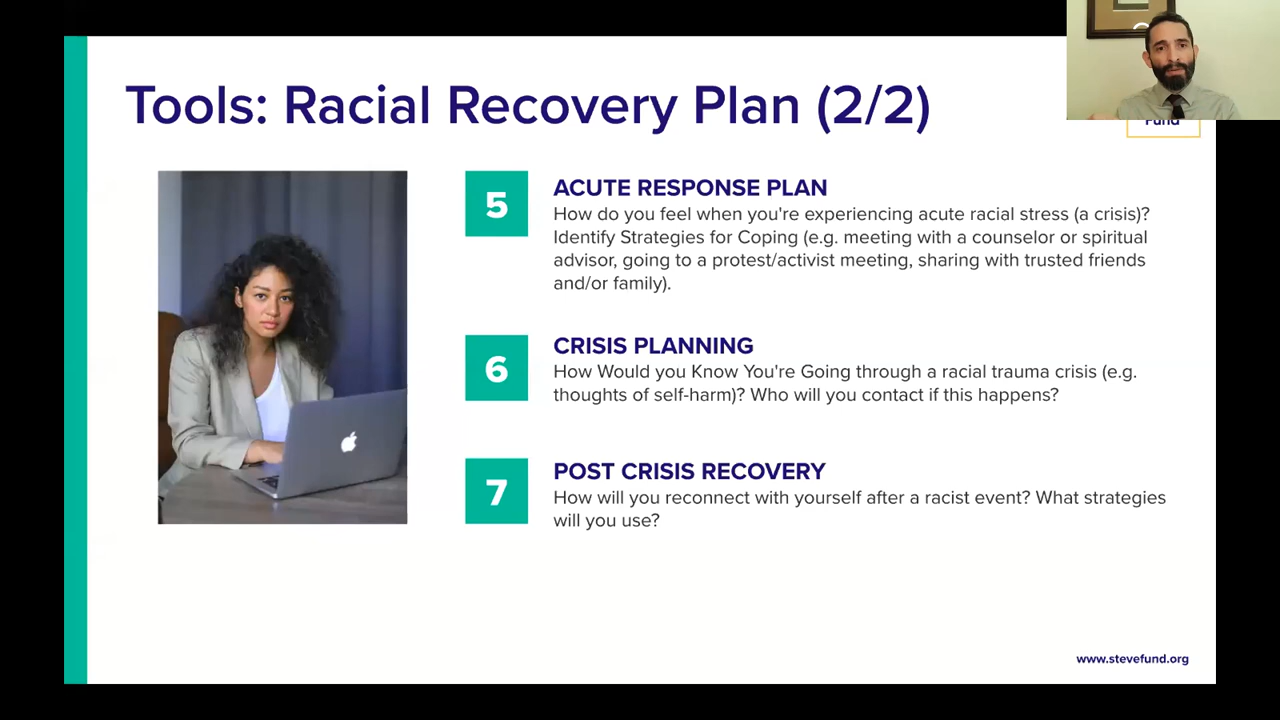 Tools: Racial Recovery Plan (2/2)
Fund
5
ACUTE RESPONSE PLAN
How do you feel when you're experiencing acute racial stress (a crisis)?
Identify Strategies for Coping (e.g. meeting with a counselor or spiritual
advisor, going to a protest/activist meeting, sharing with trusted friends
and/or family).
6
CRISIS PLANNING
How Would you Know You're Going through a racial trauma crisis (e.g.
thoughts of self-harm)? Who will you contact if this happens?
7
POST CRISIS RECOVERY
How will you reconnect with yourself after a racist event? What strategies
will you use?
www.stevefund.org